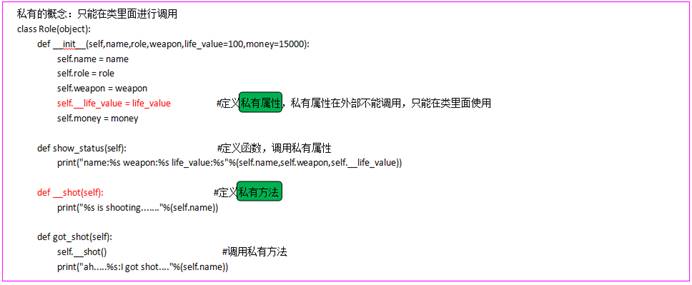 私有的概念：只能在类里面进行调用
class Role(object):
def __init__(self,name,role,weapon,life_value=100,money=15000):
self.name = name
self.role = role
self.weapon = weapon
self.__life_value = life_value #定义私有属性，私有属性在外部不能调用，只能在类里面使用
self.money = money
def show_status(self): #定义函数，调用私有属性
print("name:%s weapon:%s life_value:%s"%(self.name,self.weapon,self.__life_value))
def __shot(self): #定义私有方法
print("%s is shooting......."%(self.name))
def got_shot(self):
self.__shot() #调用私有方法
print("ah.....%s:I got shot...."%(self.name))